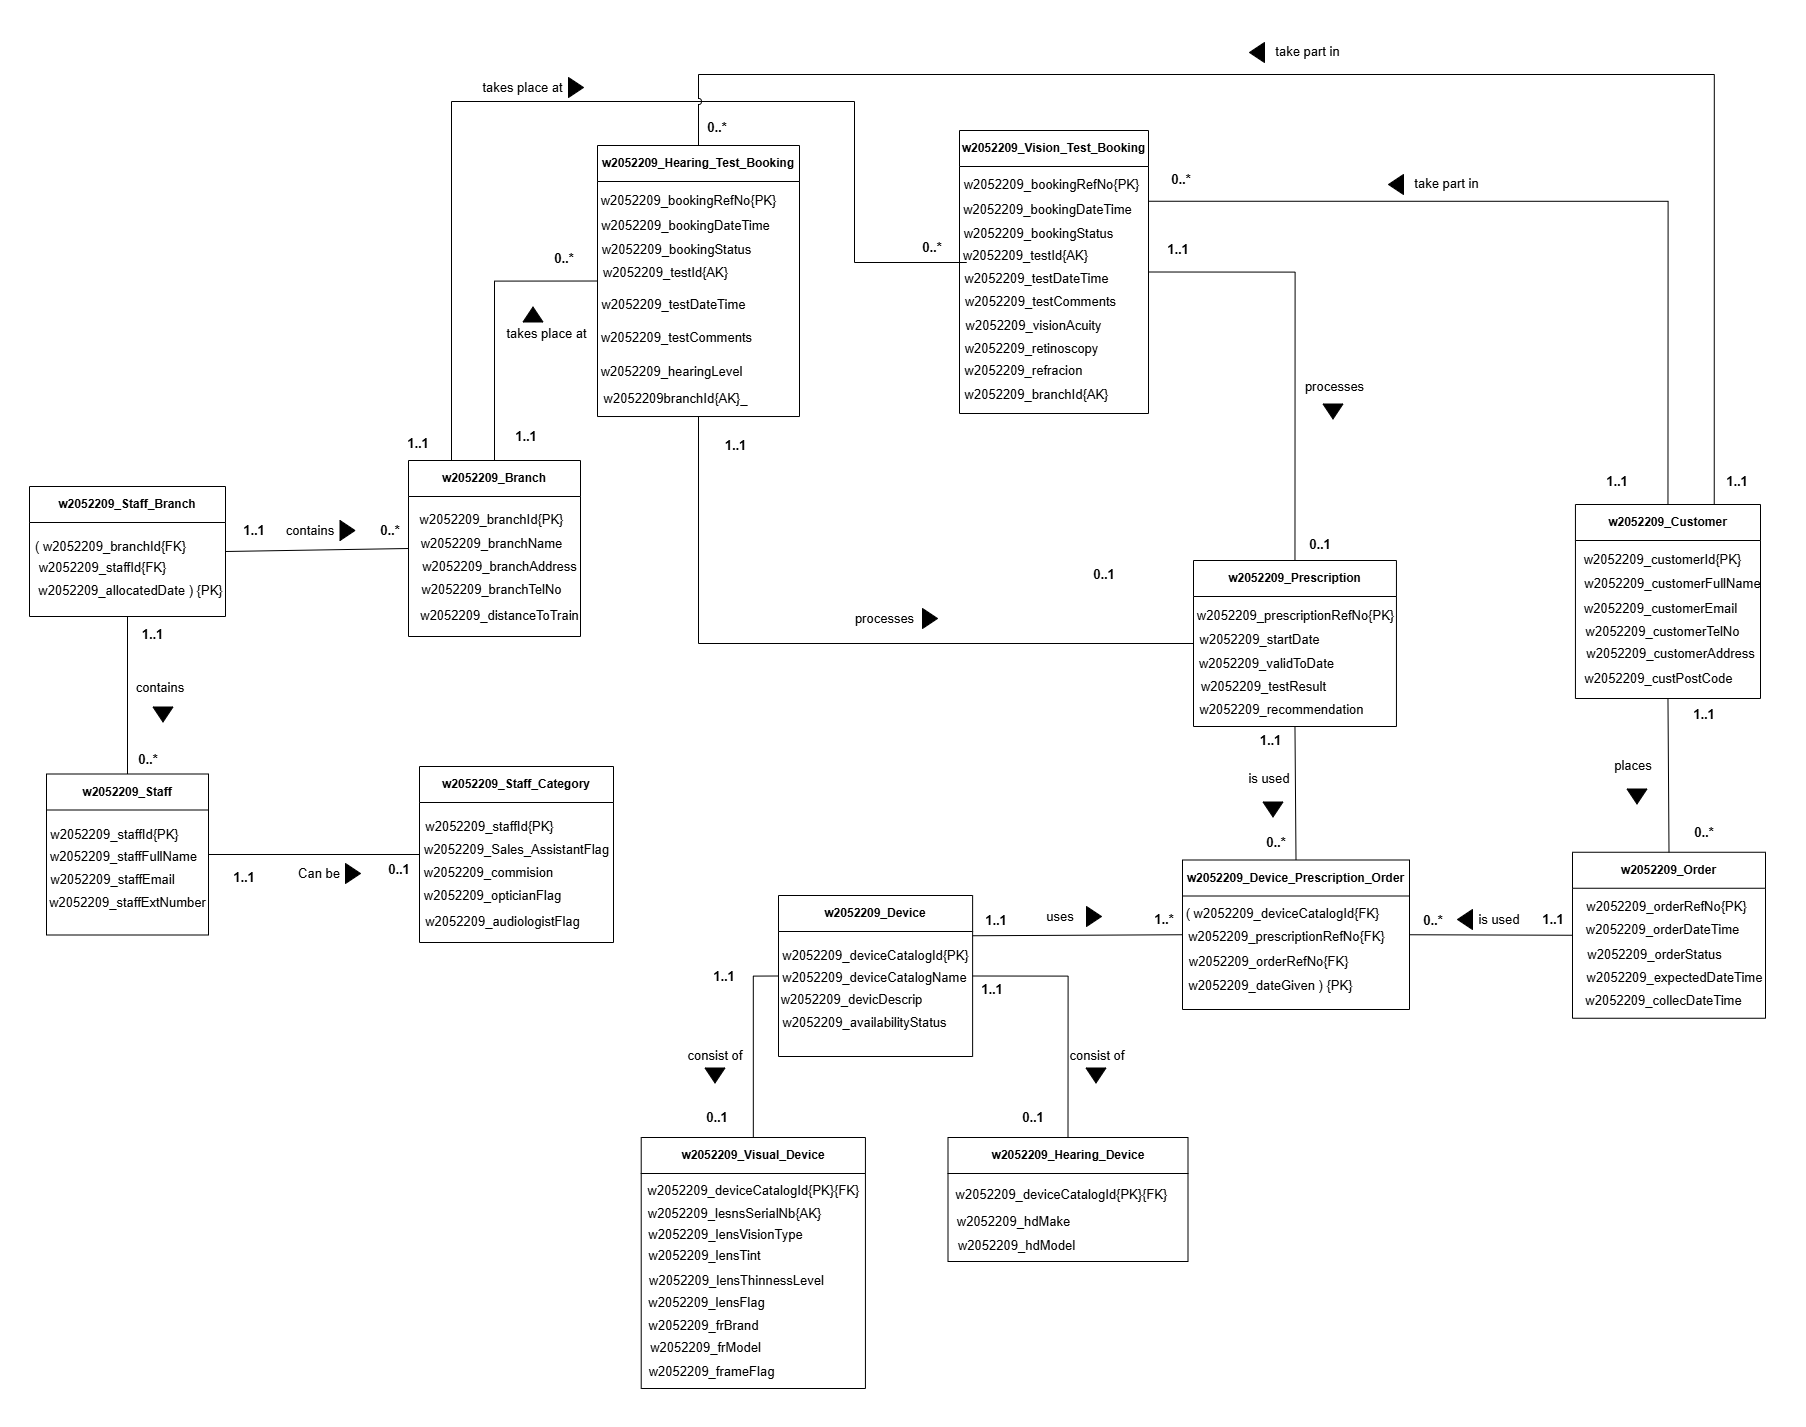 take part in
takes place at
0..*
w2052209_Hearing_Test_Booking
w2052209_bookingRefNo{PK}
w2052209_bookingDateTime
w2052209_bookingStatus
w2052209_testId{AK}
w2052209_testDateTime
w2052209_testComments
w2052209_hearingLevel
w2052209branchId{AK}_
w2052209_Vision_Test_Booking
w2052209_bookingRefNo{PK}
w2052209_bookingDateTime
w2052209_bookingStatus
w2052209_testId{AK}
w2052209_testDateTime
w2052209_testComments
w2052209_visionAcuity
w2052209_retinoscopy
w2052209_refracion
w2052209_branchId{AK}
0..*
take part in
1..1
0..*
0..*
takes place at
processes
1..1
1..1
1..1
1..1
1..1
w2052209_Staff_Branch
( w2052209_branchId{FK}
w2052209_staffId{FK}
w2052209_allocatedDate ) {PK}
1..1
contains
0..*
w2052209_Branch
w2052209_branchId{PK}
w2052209_branchName
w2052209_branchAddress
w2052209_branchTelNo
w2052209_distanceToTrain
0..1
0..1
processes
w2052209_Prescription
w2052209_prescriptionRefNo{PK}
w2052209_startDate
w2052209_validToDate
w2052209_testResult
w2052209_recommendation
w2052209_Customer
w2052209_customerId{PK}
w2052209_customerFullName
w2052209_customerEmail
w2052209_customerTelNo
w2052209_customerAddress
w2052209_custPostCode
1..1
contains
0..*
1..1
is used
0..*
1..1
places
0..*
w2052209_Staff
w2052209_staffId{PK}
w2052209_staffFullName
w2052209_staffEmail
w2052209_staffExtNumber
1..1
Can be
0..1
w2052209_Staff_Category
w2052209_staffId{PK}
w2052209_Sales_AssistantFlag
w2052209_commision
w2052209_opticianFlag
w2052209_audiologistFlag
w2052209_Device
w2052209_deviceCatalogId{PK}
w2052209_deviceCatalogName
w2052209_devicDescrip
w2052209_availabilityStatus
1..1
uses
1..*
w2052209_Device_Prescription_Order
( w2052209_deviceCatalogId{FK}
w2052209_prescriptionRefNo{FK}
w2052209_orderRefNo{FK}
w2052209_dateGiven ) {PK}
0..*
is used
1..1
w2052209_Order
w2052209_orderRefNo{PK}
w2052209_orderDateTime
w2052209_orderStatus
w2052209_expectedDateTime
w2052209_collecDateTime
1..1
1..1
consist of
consist of
0..1
0..1
w2052209_Visual_Device
w2052209_deviceCatalogId{PK}{FK}
w2052209_lesnsSerialNb{AK}
w2052209_lensVisionType
w2052209_lensTint
w2052209_lensThinnessLevel
w2052209_lensFlag
w2052209_frBrand
w2052209_frModel
w2052209_frameFlag
w2052209_Hearing_Device
w2052209_deviceCatalogId{PK}{FK}
w2052209_hdMake
w2052209_hdModel